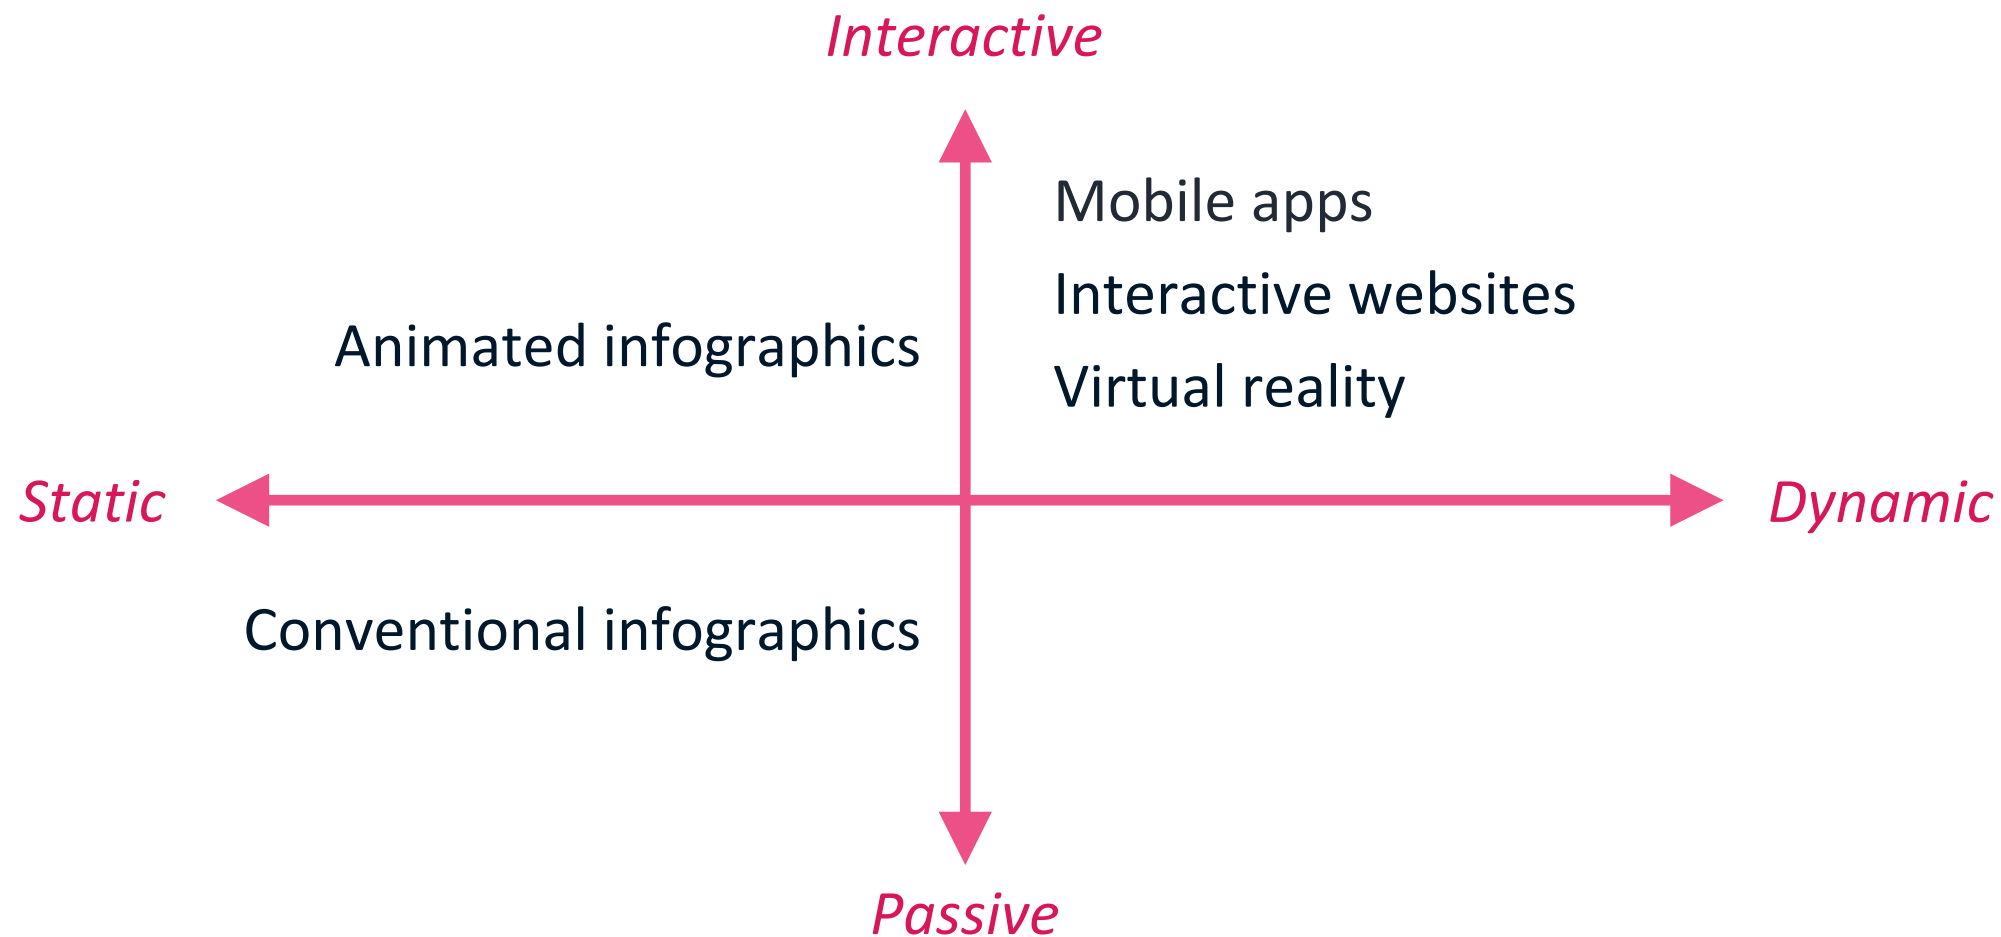 Interactive
Mobile apps
Interactive websites
Animated infographics
Virtual reality
Static
Dynamic
Conventional infographics
Passive